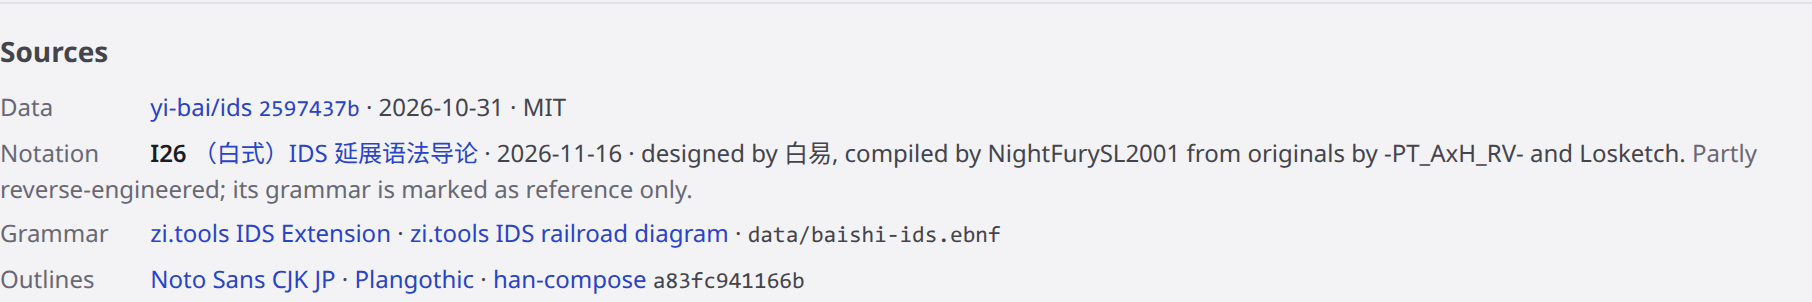 Sources
Data yi-bai/ids 2597437b · 2026-10-31 · MIT
Notation I26 （白式）IDS 延展语法导论 · 2026-11-16 · designed by 白易, compiled by NightFurySL2001 from originals by -PT_AxH_RV- and Losketch. Partly
reverse-engineered; its grammar is marked as reference only.
Grammar zi.tools IDS Extension · zi.tools IDS railroad diagram · data/baishi-ids.ebnf
Outlines Noto Sans CJK JP · Plangothic · han-compose a83fc941166b